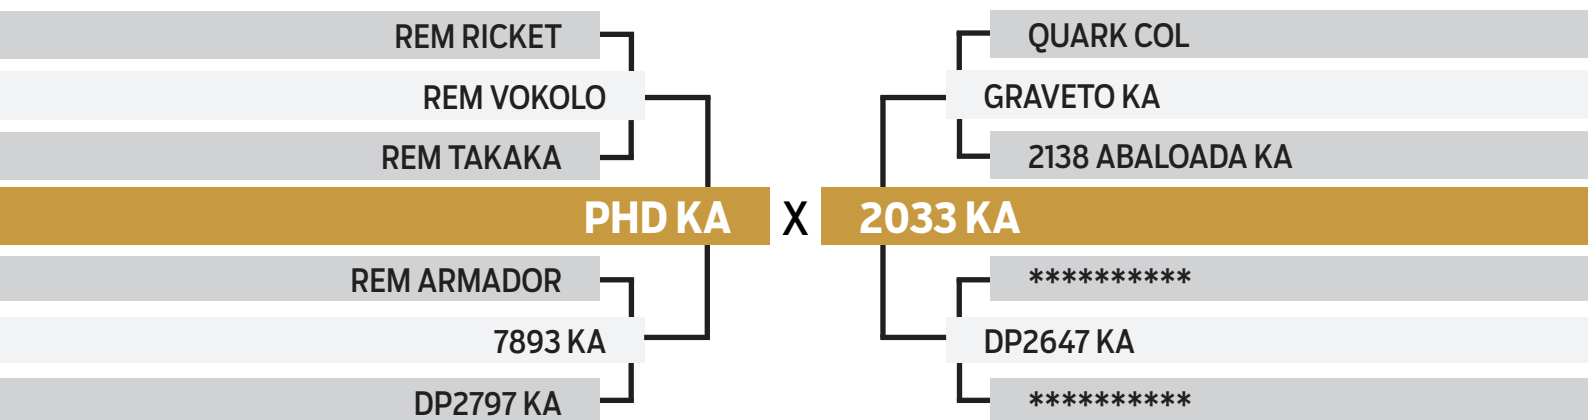 REM RICKET
QUARK COL
REM VOKOLO
GRAVETO KA
REM TAKAKA
2138 ABALOADA KA
PHD KA X 2033 KA
REM ARMADOR
**********
7893 KA
DP2647 KA
DP2797 KA
**********